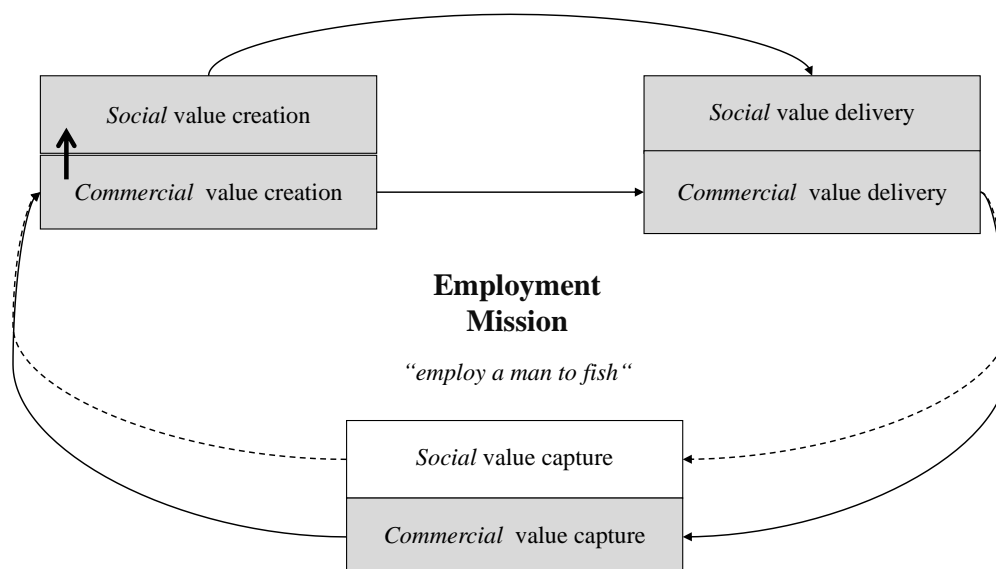 Social value creation
Social value delivery
Commercial value creation
Commercial value delivery
Employment
Mission
“employ a man to fish“
Social value capture
Commercial value capture